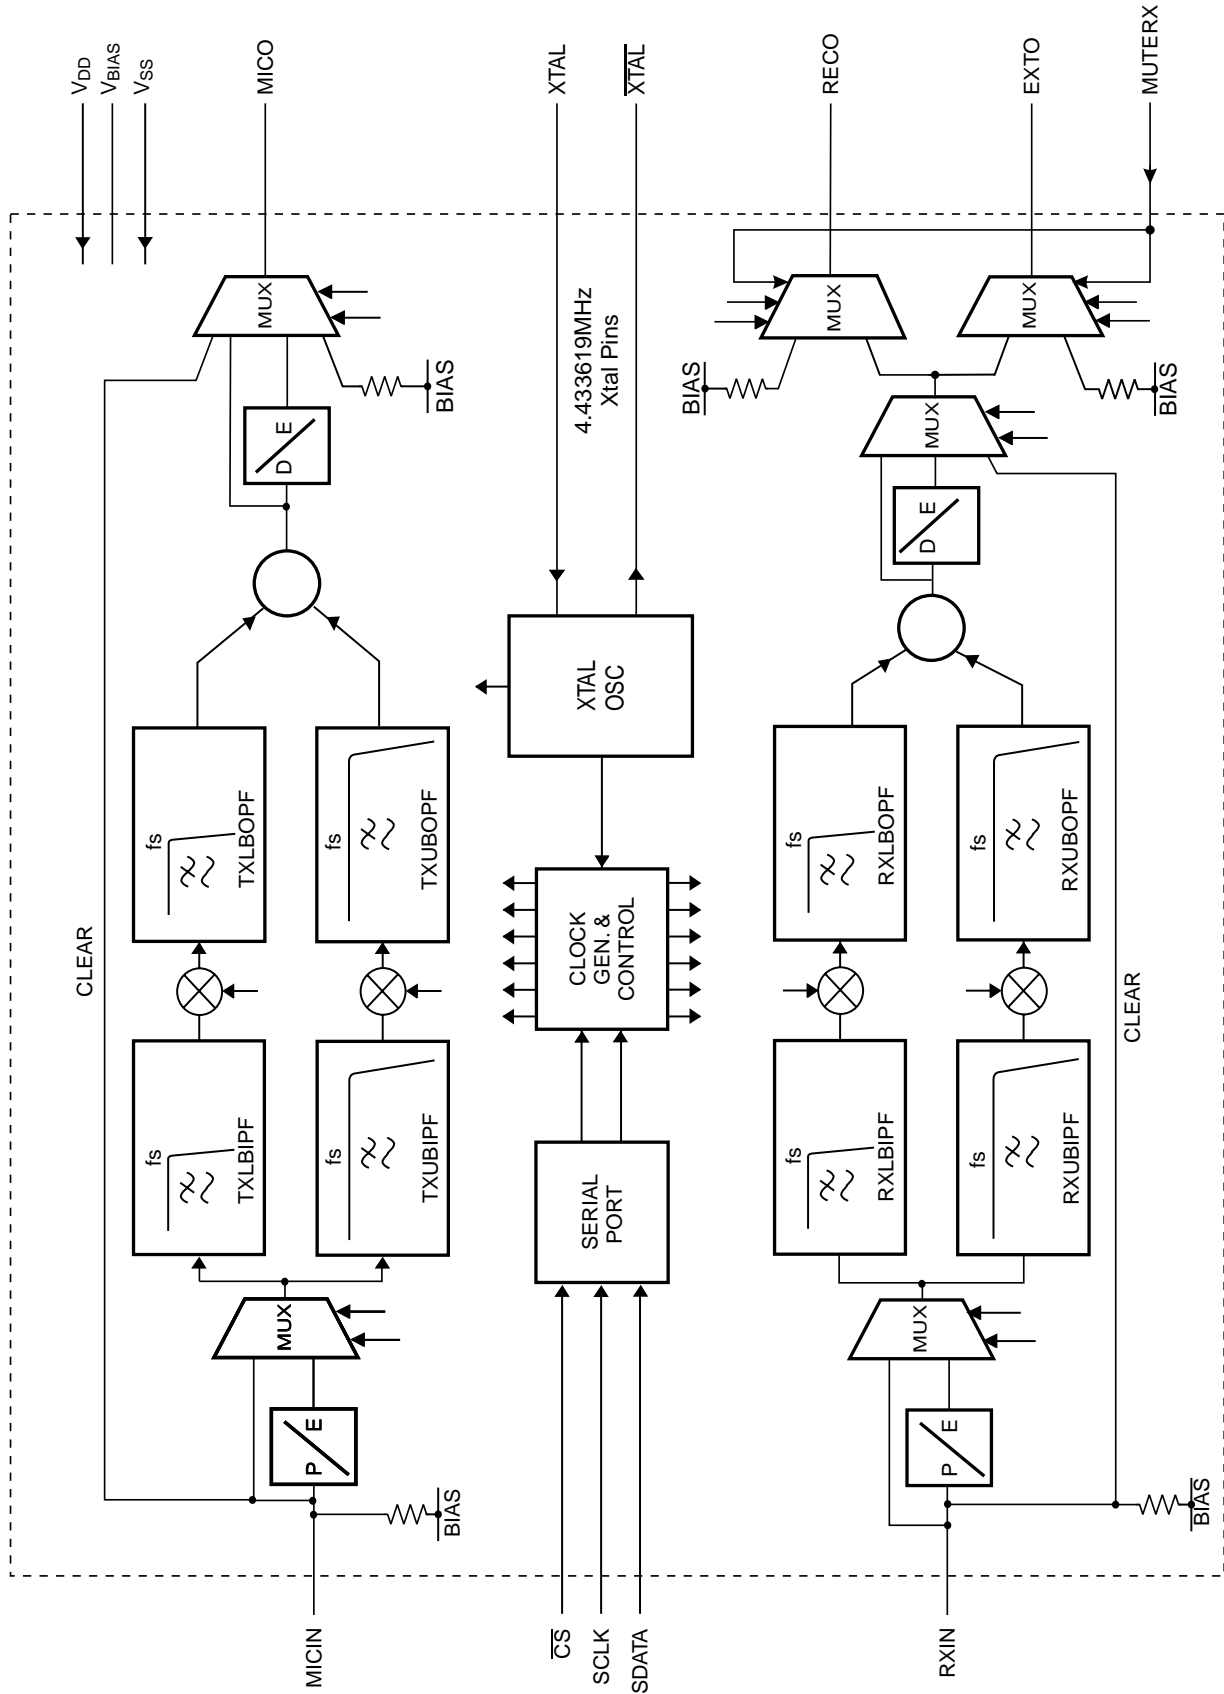 VDD
VBIAS
VSS
MICO
XTAL
XTAL
RECO
EXTO
MUTERX
MUX
BIAS
D E
CLEAR
fs
TXLBOPF
fs
TXUBOPF
fs
TXLBIPF
fs
TXUBIPF
MUX
P E
BIAS
MICIN
4.433619MHz
Xtal Pins
XTAL
OSC
CLOCK
GEN. &
CONTROL
SERIAL
PORT
CS
SCLK
SDATA
MUX
MUX
BIAS
BIAS
MUX
D E
fs
RXLBOPF
fs
RXUBOPF
fs
RXLBIPF
fs
RXUBIPF
CLEAR
MUX
P E
BIAS
RXIN